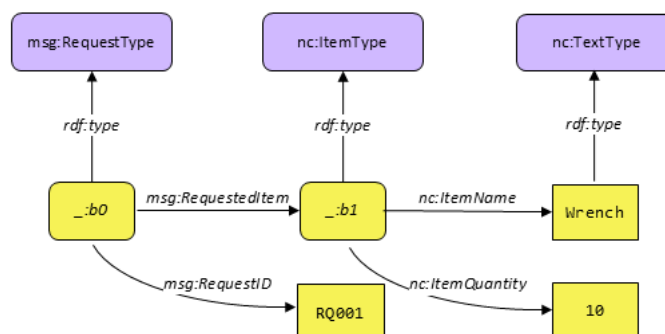 msg:RequestType
nc:ItemType
nc:TextType
rdf:type
rdf:type
rdf:type
_:b0
msg:RequestedItem
_:b1
nc:ItemName
Wrench
msg:RequestID
nc:ItemQuantity
RQ001
10